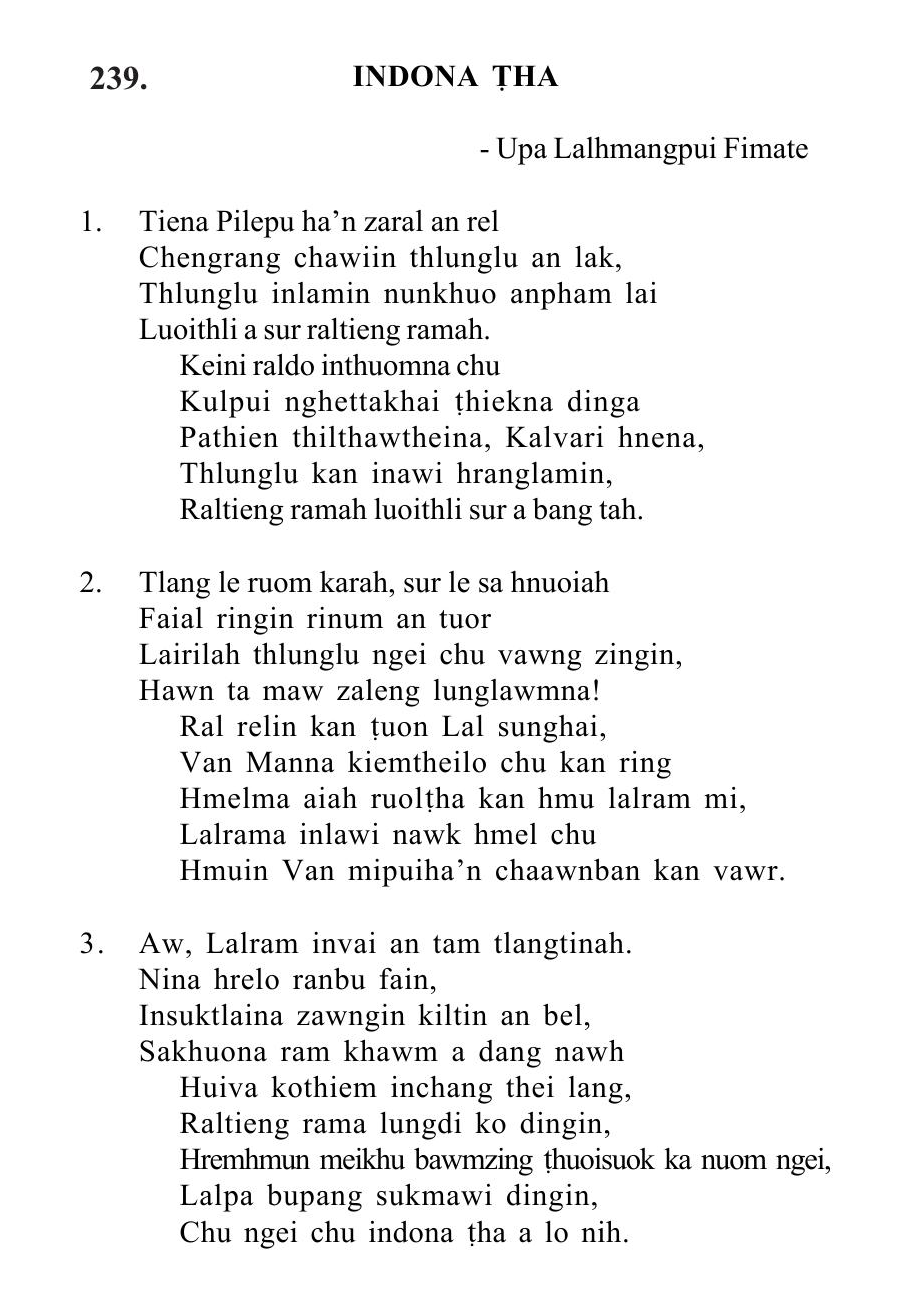 239. INDONA ṬHA
- Upa Lalhmangpui Fimate
1. Tiena Pilepu ha’n zaral an rel
Chengrang chawiin thlunglu an lak,
Thlunglu inlamin nunkhuo anpham lai
Luoithli a sur raltieng ramah.
Keini raldo inthuomna chu
Kulpui nghettakhai ṭhiekna dinga
Pathien thilthawtheina, Kalvari hnena,
Thlunglu kan inawi hranglamin,
Raltieng ramah luoithli sur a bang tah.
2. Tlang le ruom karah, sur le sa hnuoiah
Faial ringin rinum an tuor
Lairilah thlunglu ngei chu vawng zingin,
Hawn ta maw zaleng lunglawmna!
Ral relin kan ṭuon Lal sunghai,
Van Manna kiemtheilo chu kan ring
Hmelma aiah ruolṭha kan hmu lalram mi,
Lalrama inlawi nawk hmel chu
Hmuin Van mipuiha’n chaawnban kan vawr.
3. Aw, Lalram invai an tam tlangtinah.
Nina hrelo ranbu fain,
Insuktlaina zawngin kiltin an bel,
Sakhuona ram khawm a dang nawh
Huiva kothiem inchang thei lang,
Raltieng rama lungdi ko dingin,
Hremhmun meikhu bawmzing ṭhuoisuok ka nuom ngei,
Lalpa bupang sukmawi dingin,
Chu ngei chu indona ṭha a lo nih.